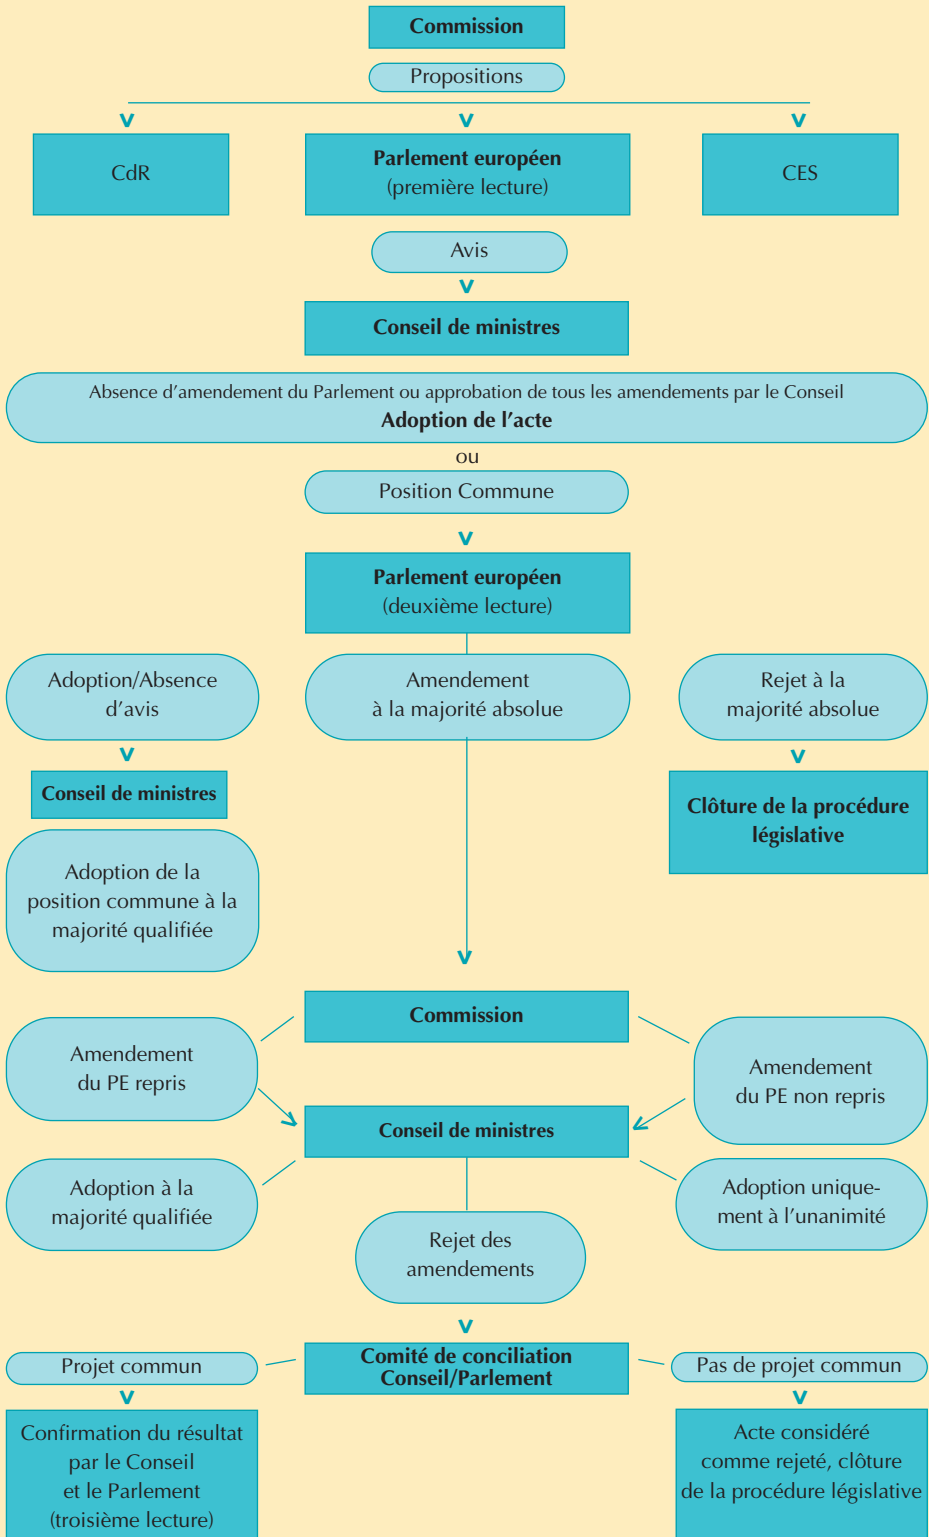 Commission
Propositions
CdR
Parlement européen
(première lecture)
CES
Avis
Conseil de ministres
Absence d’amendement du Parlement ou approbation de tous les amendements par le Conseil
Adoption de l’acte
ou
Position Commune
Parlement européen
(deuxième lecture)
Adoption/Absence
d’avis
Amendement
à la majorité absolue
Rejet à la
majorité absolue
Conseil de ministres
Clôture de la procédure
législative
Adoption de la
position commune à la
majorité qualifiée
Commission
Amendement
du PE repris
Amendement
du PE non repris
Conseil de ministres
Adoption à la
majorité qualifiée
Adoption unique-
ment à l’unanimité
Rejet des
amendements
Comité de conciliation
Conseil/Parlement
Projet commun
Pas de projet commun
Confirmation du résultat
par le Conseil
et le Parlement
(troisième lecture)
Acte considéré
comme rejeté, clôture
de la procédure législative